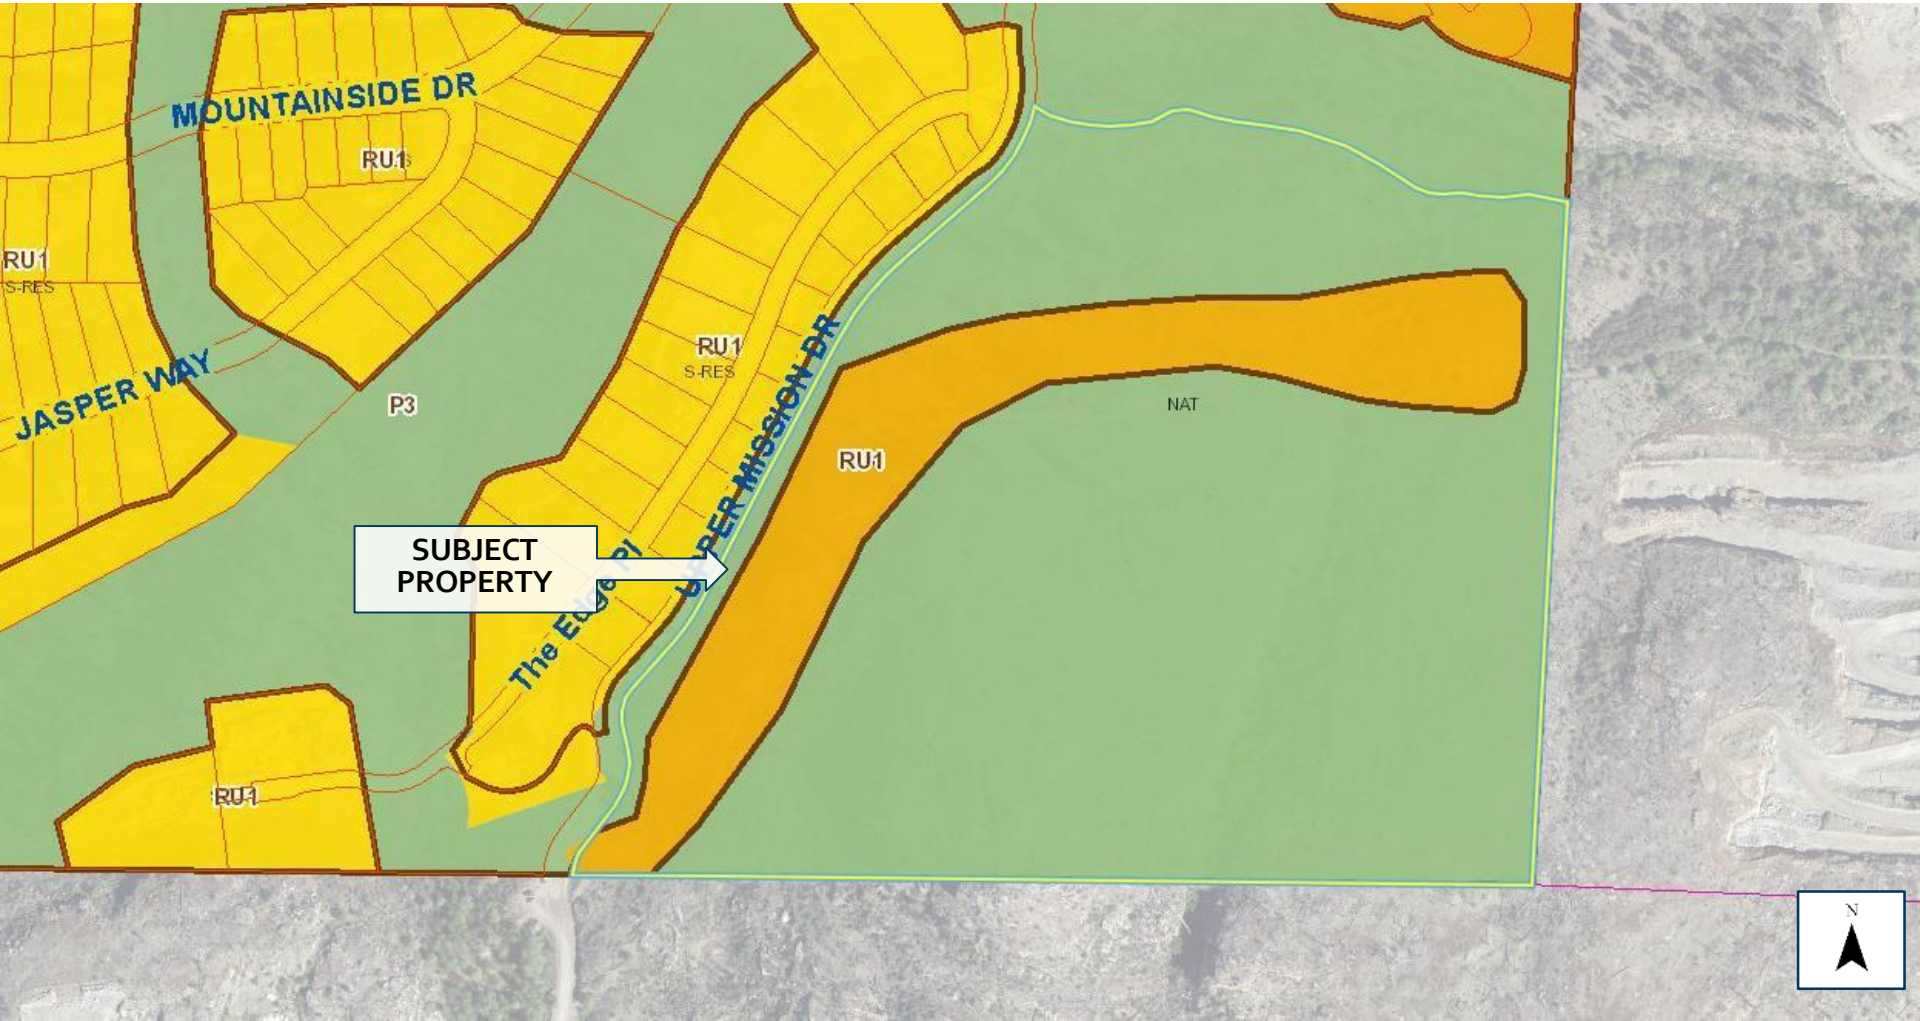 MOUNTAINSIDE DR
RU1
RU1
S-RES
RU1
S-RES
JASPER WAY
P3
UPPER MISSION DR
NAT
RU1
SUBJECT
PROPERTY
The Edge Pl
RU1
N